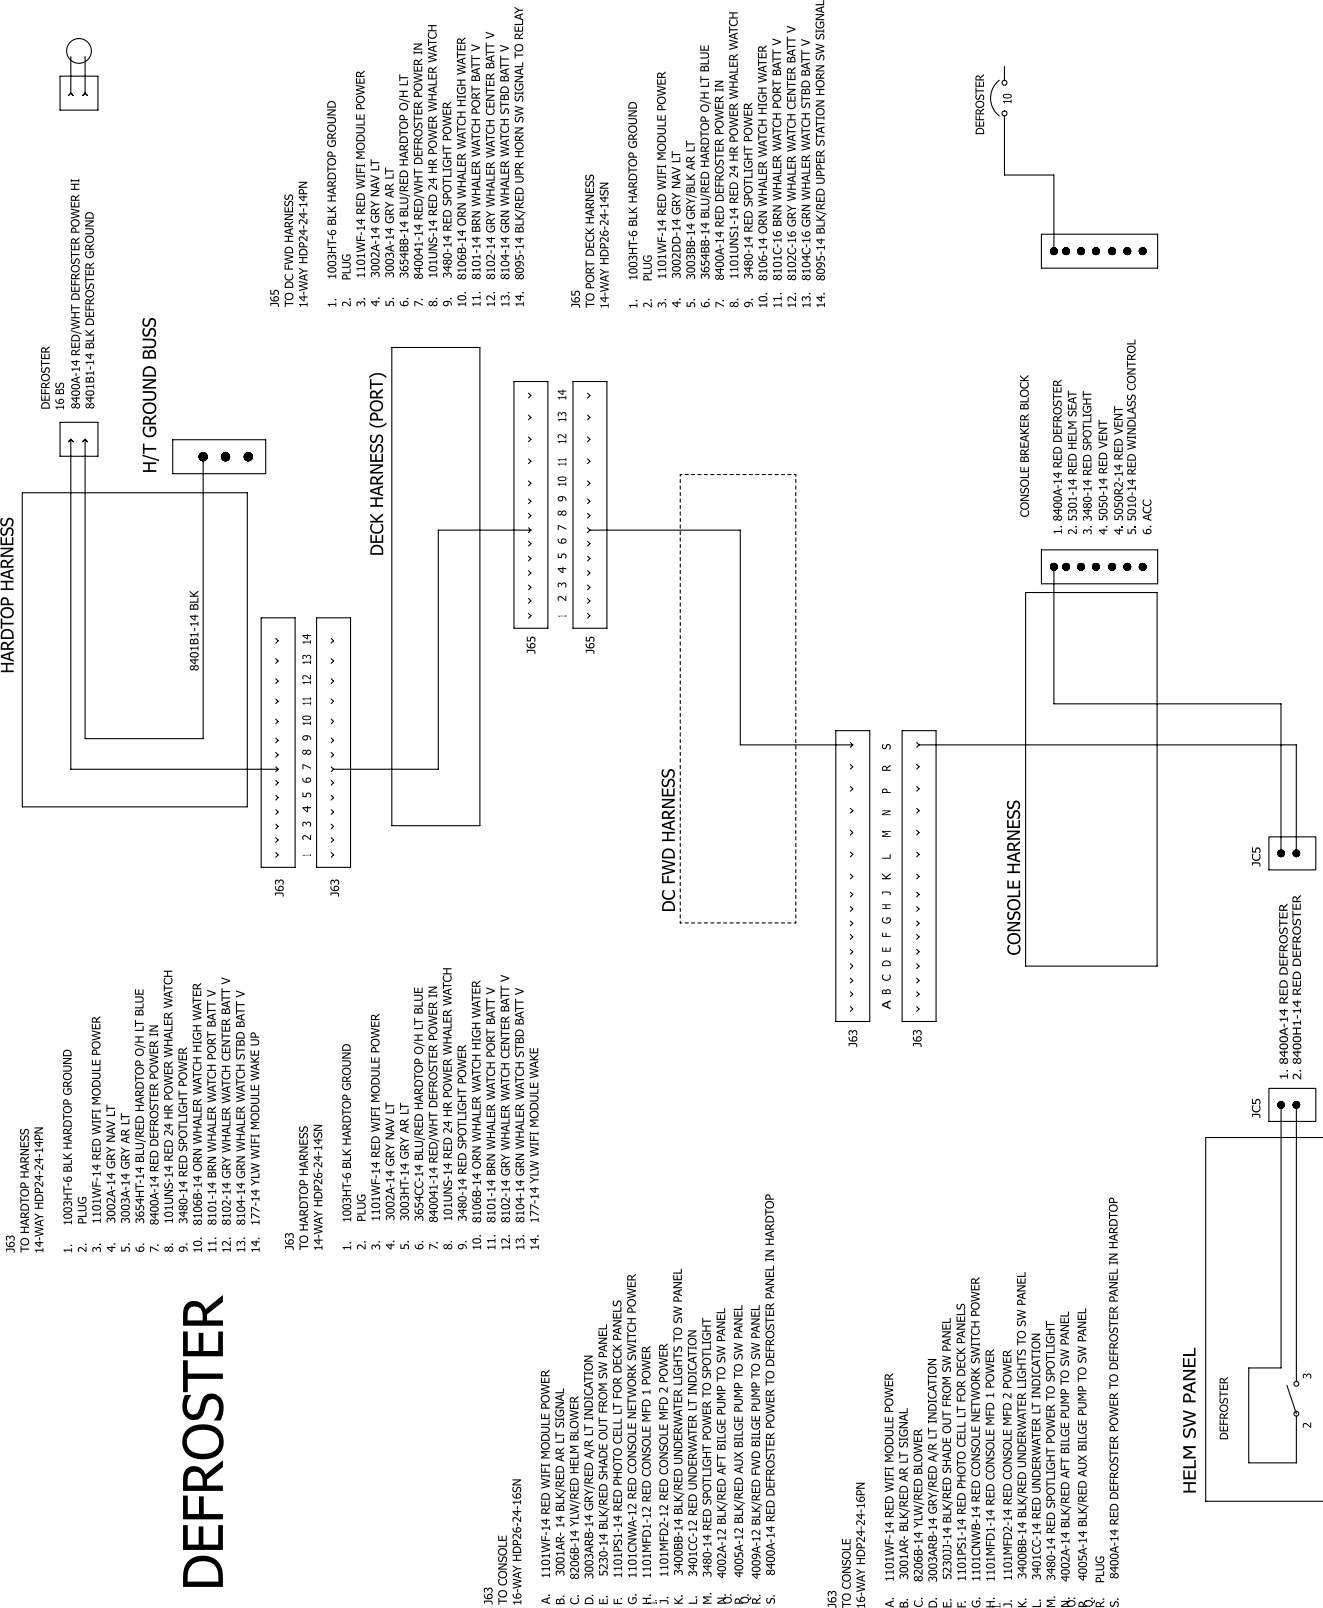 DEFROSTER
J63
TO HARDTOP HARNESS
14-WAY HDP24-24-14PN
1. 1003HT-6 BLK HARDTOP GROUND
2. PLUG
3. 1101WF-14 RED WIFI MODULE POWER
4. 3002A-14 GRY NAV LT
5. 3003A-14 GRY AR LT
6. 3654HT-14 BLU/RED HARDTOP O/H LT BLUE
7. 8400A-14 RED DEFROSTER POWER IN
8. 101UNS-14 RED 24 HR POWER WHALER WATCH
9. 3480-14 RED SPOTLIGHT POWER
10. 8106B-14 ORN WHALER WATCH HIGH WATER
11. 8101-14 BRN WHALER WATCH PORT BATT V
12. 8102-14 GRY WHALER WATCH CENTER BATT V
13. 8104-14 GRN WHALER WATCH STBD BATT V
14. 177-14 YLW WIFI MODULE WAKE UP
J63
TO HARDTOP HARNESS
14-WAY HDP26-24-14SN
1. 1003HT-6 BLK HARDTOP GROUND
2. PLUG
3. 1101WF-14 RED WIFI MODULE POWER
4. 3002A-14 GRY NAV LT
5. 3003HT-14 GRY AR LT
6. 3654CC-14 BLU/RED HARDTOP O/H LT BLUE
7. 840041-14 RED/WHT DEFROSTER POWER IN
8. 101UNS-14 RED 24 HR POWER WHALER WATCH
9. 3480-14 RED SPOTLIGHT POWER
10. 8106B-14 ORN WHALER WATCH HIGH WATER
11. 8101-14 BRN WHALER WATCH PORT BATT V
12. 8102-14 GRY WHALER WATCH CENTER BATT V
13. 8104-14 GRN WHALER WATCH STBD BATT V
14. 177-14 YLW WIFI MODULE WAKE
J63
TO CONSOLE
16-WAY HDP26-24-16SN
A. 1101WF-14 RED WIFI MODULE POWER
B. 3001AR- 14 BLK/RED AR LT SIGNAL
C. 8206B-14 YLW/RED HELM BLOWER
D. 3003ARB-14 GRY/RED A/R LT INDICATION
E. 5230-14 BLK/RED SHADE OUT FROM SW PANEL
F. 1101PS1-14 RED PHOTO CELL LT FOR DECK PANELS
G. 1101CNWA-12 RED CONSOLE NETWORK SWITCH POWER
H. 1101MFD1-12 RED CONSOLE MFD 1 POWER
J. 1101MFD2-12 RED CONSOLE MFD 2 POWER
K. 3400BB-14 BLK/RED UNDERWATER LIGHTS TO SW PANEL
L. 3401CC-12 RED UNDERWATER LT INDICATION
M. 3480-14 RED SPOTLIGHT POWER TO SPOTLIGHT
N. 4002A-12 BLK/RED AFT BILGE PUMP TO SW PANEL
4005A-12 BLK/RED AUX BILGE PUMP TO SW PANEL
R. 4009A-12 BLK/RED FWD BILGE PUMP TO SW PANEL
S. 8400A-14 RED DEFROSTER POWER TO DEFROSTER PANEL IN HARDTOP
J63
TO CONSOLE
16-WAY HDP24-24-16PN
A. 1101WF-14 RED WIFI MODULE POWER
B. 3001AR- BLK/RED AR LT SIGNAL
C. 8206B-14 YLW/RED BLOWER
D. 3003ARB-14 GRY/RED A/R LT INDICATION
E. 5230JJ-14 BLK/RED SHADE OUT FROM SW PANEL
F. 1101PS1-14 RED PHOTO CELL LT FOR DECK PANELS
G. 1101CNWB-14 RED CONSOLE NETWORK SWITCH POWER
H. 1101MFD1-14 RED CONSOLE MFD 1 POWER
J. 1101MFD2-14 RED CONSOLE MFD 2 POWER
K. 3400BB-14 BLK/RED UNDERWATER LIGHTS TO SW PANEL
L. 3401CC-14 RED UNDERWATER LT INDICATION
M. 3480-14 RED SPOTLIGHT POWER TO SPOTLIGHT
N. 4002A-14 BLK/RED AFT BILGE PUMP TO SW PANEL
4005A-14 BLK/RED AUX BILGE PUMP TO SW PANEL
R. PLUG
S. 8400A-14 RED DEFROSTER POWER TO DEFROSTER PANEL IN HARDTOP
HARDTOP HARNESS
DEFROSTER
16 BS
8400A-14 RED/WHT DEFROSTER POWER HI
8401B1-14 BLK DEFROSTER GROUND
H/T GROUND BUSS
8401B1-14 BLK
J63
1 2 3 4 5 6 7 8 9 10 11 12 13 14
J63
DECK HARNESS (PORT)
J65
TO DC FWD HARNESS
14-WAY HDP24-24-14PN
1. 1003HT-6 BLK HARDTOP GROUND
2. PLUG
3. 1101WF-14 RED WIFI MODULE POWER
4. 3002A-14 GRY NAV LT
5. 3003A-14 GRY AR LT
6. 3654BB-14 BLU/RED HARDTOP O/H LT
7. 840041-14 RED/WHT DEFROSTER POWER IN
8. 101UNS-14 RED 24 HR POWER WHALER WATCH
9. 3480-14 RED SPOTLIGHT POWER
10. 8106B-14 ORN WHALER WATCH HIGH WATER
11. 8101-14 BRN WHALER WATCH PORT BATT V
12. 8102-14 GRY WHALER WATCH CENTER BATT V
13. 8104-14 GRN WHALER WATCH STBD BATT V
14. 8095-14 BLK/RED UPR HORN SW SIGNAL TO RELAY
J65
1 2 3 4 5 6 7 8 9 10 11 12 13 14
J65
J65
TO PORT DECK HARNESS
14-WAY HDP26-24-14SN
1. 1003HT-6 BLK HARDTOP GROUND
2. PLUG
3. 1101WF-14 RED WIFI MODULE POWER
4. 3002DD-14 GRY NAV LT
5. 3003BB-14 GRY/BLK AR LT
6. 3654BB-14 BLU/RED HARDTOP O/H LT BLUE
7. 8400A-14 RED DEFROSTER POWER IN
8. 1101UNS1-14 RED 24 HR POWER WHALER WATCH
9. 3480-14 RED SPOTLIGHT POWER
10. 8106-14 ORN WHALER WATCH HIGH WATER
11. 8101C-16 BRN WHALER WATCH PORT BATT V
12. 8102C-16 GRY WHALER WATCH CENTER BATT V
13. 8104C-16 GRN WHALER WATCH STBD BATT V
14. 8095-14 BLK/RED UPPER STATION HORN SW SIGNAL
DC FWD HARNESS
J63
A B C D E F G H J K L M N P R S
J63
CONSOLE HARNESS
CONSOLE BREAKER BLOCK
1. 8400A-14 RED DEFROSTER
2. 5301-14 RED HELM SEAT
3. 3480-14 RED SPOTLIGHT
4. 5050-14 RED VENT
4. 5050R2-14 RED VENT
5. 5010-14 RED WINDLASS CONTROL
6. ACC
DEFROSTER
10
JC5
1. 8400A-14 RED DEFROSTER
2. 8400H1-14 RED DEFROSTER
JC5
HELM SW PANEL
DEFROSTER
2 3